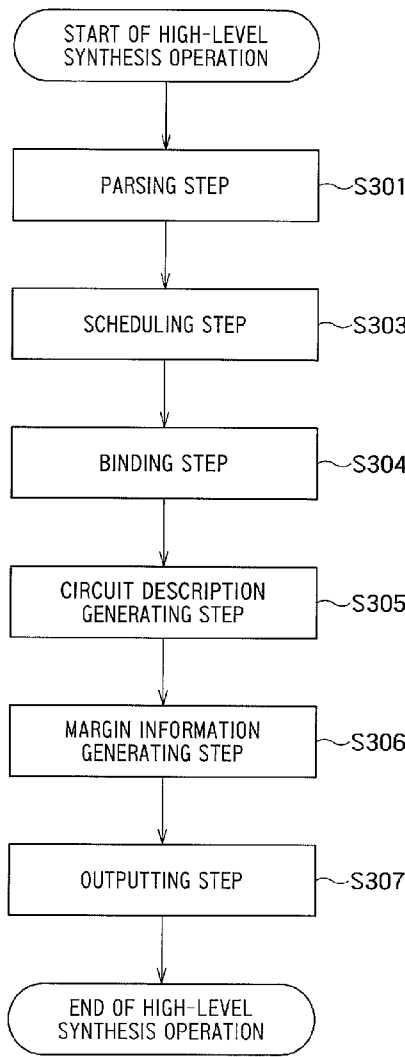 START OF HIGH-LEVEL
SYNTHESIS OPERATION
PARSING STEP
S301
SCHEDULING STEP
S303
BINDING STEP
S304
CIRCUIT DESCRIPTION
GENERATING STEP
S305
MARGIN INFORMATION
GENERATING STEP
S306
OUTPUTTING STEP
S307
END OF HIGH-LEVEL
SYNTHESIS OPERATION